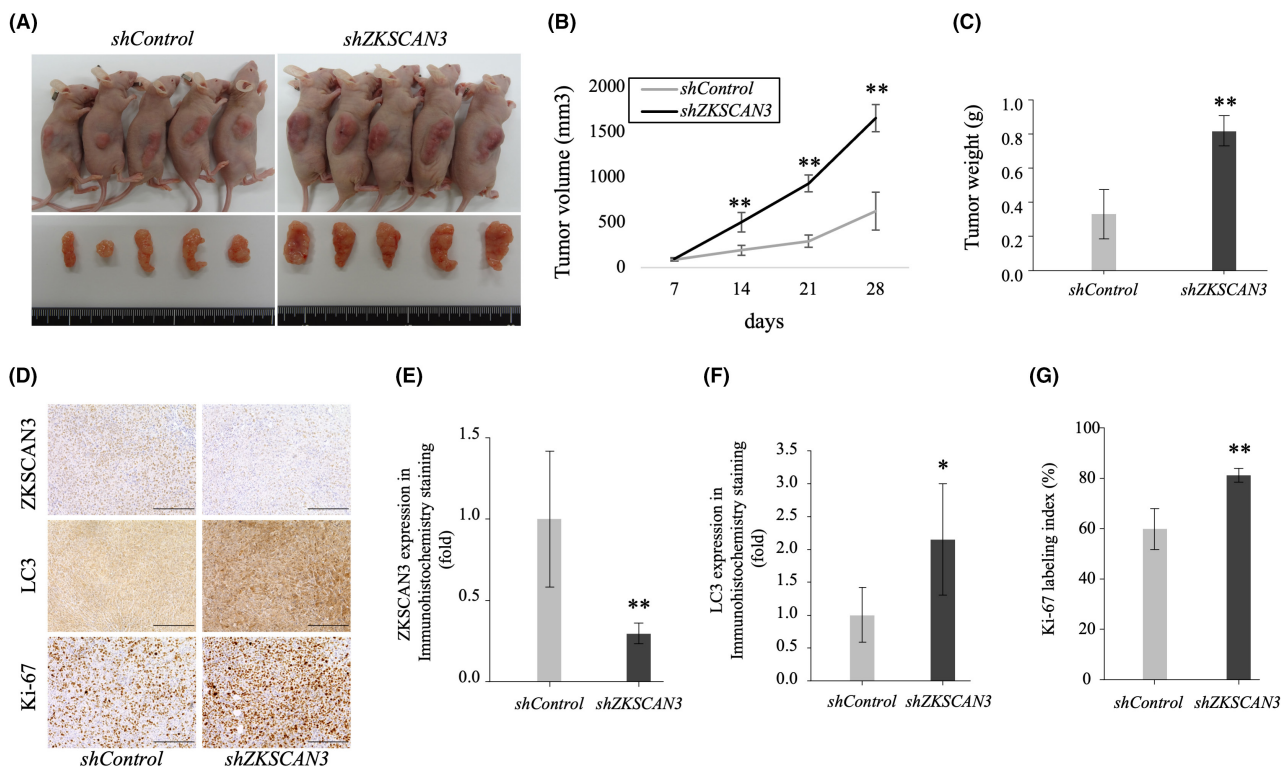 (A)
shControl
shZKSCAN3
(B)
Tumor volume (mm3)
2000
1500
1000
500
0
shControl
shZKSCAN3
**
**
**
7
14
21
28
days
(C)
Tumor weight (g)
1.0
0.8
0.6
0.4
0.2
0.0
**
shControl
shZKSCAN3
(D)
ZKSCAN3
LC3
Ki-67
shControl
shZKSCAN3
(E)
ZKSCAN3 expression in
Immunohistochemistry staining
(fold)
1.5
1.0
0.5
0.0
**
shControl
shZKSCAN3
(F)
LC3 expression in
Immunohistochemistry staining
(fold)
3.5
3.0
2.5
2.0
1.5
1.0
0.5
0.0
*
shControl
shZKSCAN3
(G)
Ki-67 labeling index (%)
100
80
60
40
20
0
**
shControl
shZKSCAN3